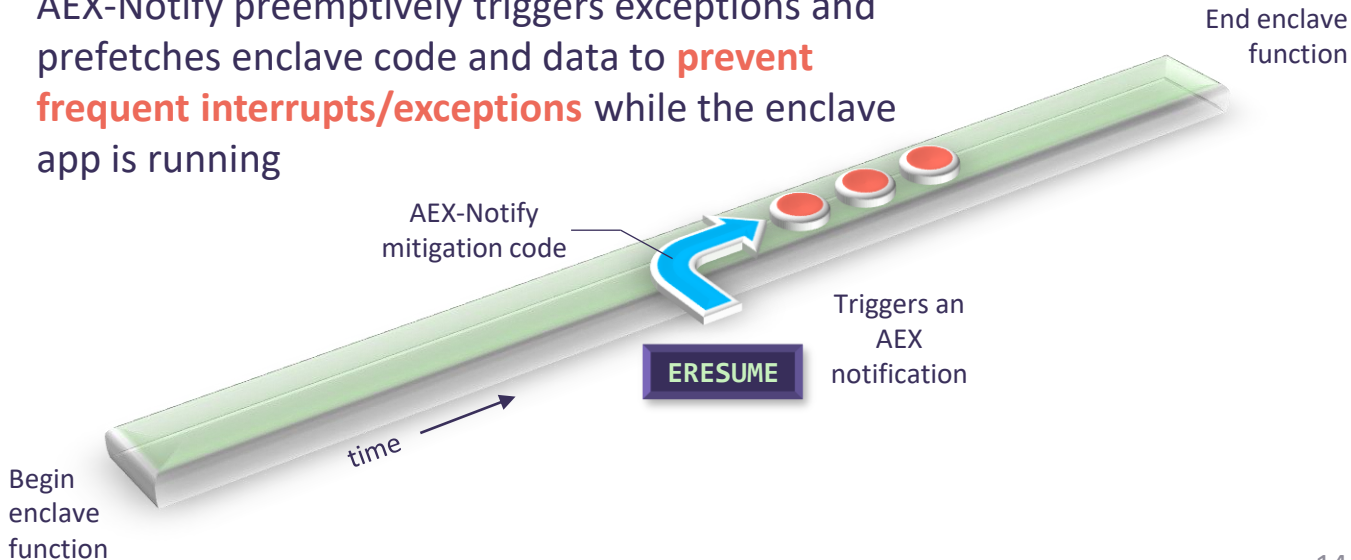 AEX-Notify preemptively triggers exceptions and
prefetches enclave code and data to prevent
frequent interrupts/exceptions while the enclave
app is running
End enclave
function
AEX-Notify
mitigation code
Triggers an
AEX
notification
ERESUME
time
Begin
enclave
function
14